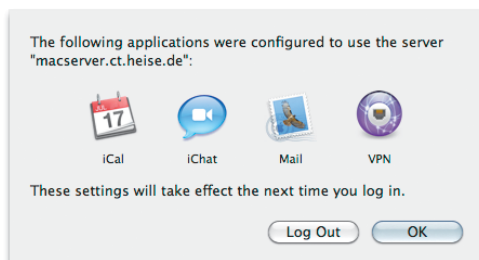 The following applications were configured to use the server
"macserver.ct.heise.de":
17
iCal iChat Mail VPN
These settings will take effect the next time you log in.
Log Out OK